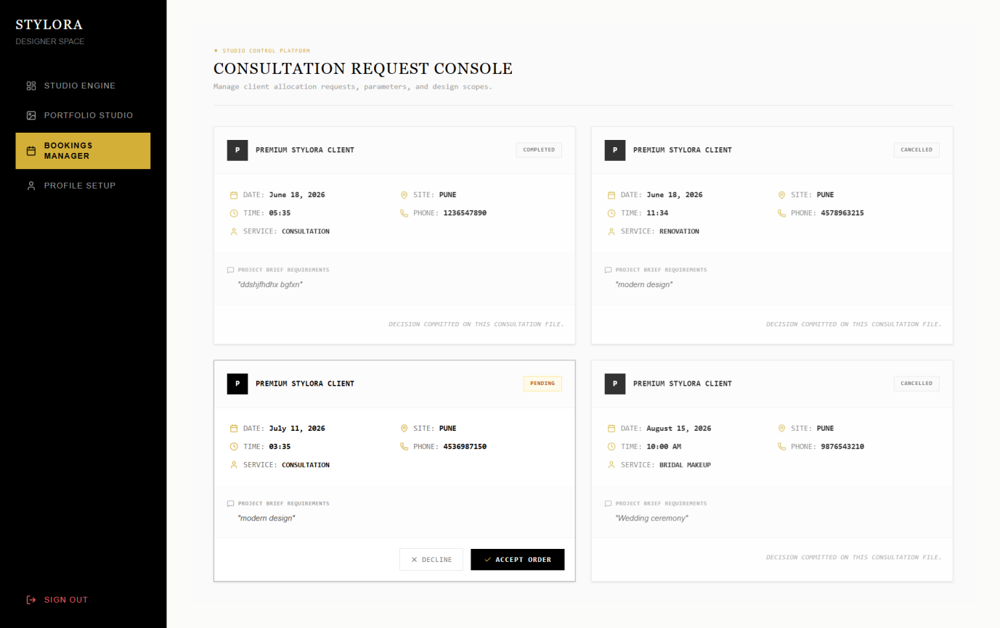 STYLORA
DESIGNER SPACE
STUDIO ENGINE
PORTFOLIO STUDIO
BOOKINGS
MANAGER
PROFILE SETUP
SIGN OUT
✦ STUDIO CONTROL PLATFORM
CONSULTATION REQUEST CONSOLE
Manage client allocation requests, parameters, and design scopes.
P PREMIUM STYLORA CLIENT COMPLETED
DATE: June 18, 2026 SITE: PUNE
TIME: 05:35 PHONE: 1236547890
SERVICE: CONSULTATION
PROJECT BRIEF REQUIREMENTS
"ddshjfhdhx bgfxn"
DECISION COMMITTED ON THIS CONSULTATION FILE.
P PREMIUM STYLORA CLIENT CANCELLED
DATE: June 18, 2026 SITE: PUNE
TIME: 11:34 PHONE: 4578963215
SERVICE: RENOVATION
PROJECT BRIEF REQUIREMENTS
"modern design"
DECISION COMMITTED ON THIS CONSULTATION FILE.
P PREMIUM STYLORA CLIENT PENDING
DATE: July 11, 2026 SITE: PUNE
TIME: 03:35 PHONE: 4536987150
SERVICE: CONSULTATION
PROJECT BRIEF REQUIREMENTS
"modern design"
DECLINE ACCEPT ORDER
P PREMIUM STYLORA CLIENT CANCELLED
DATE: August 15, 2026 SITE: PUNE
TIME: 10:00 AM PHONE: 9876543210
SERVICE: BRIDAL MAKEUP
PROJECT BRIEF REQUIREMENTS
"Wedding ceremony"
DECISION COMMITTED ON THIS CONSULTATION FILE.